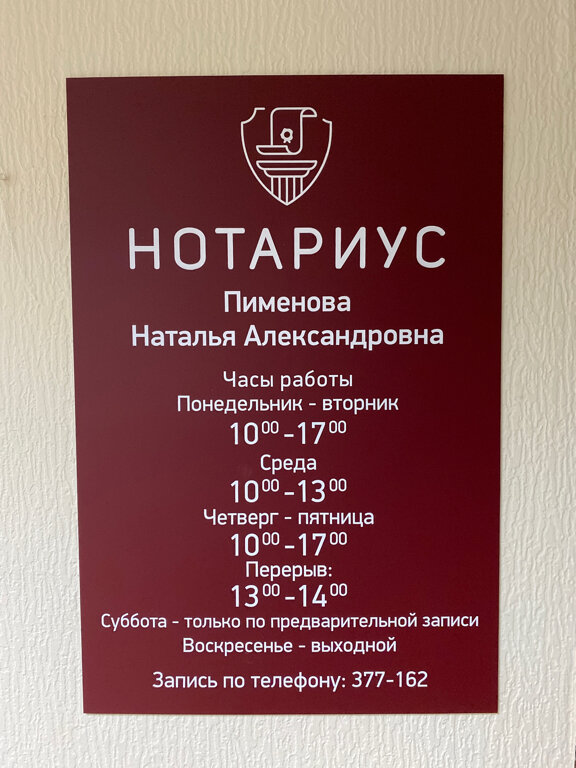 НОТАРИУС
Пименова
Наталья Александровна
Часы работы
Понедельник - вторник
10⁰⁰-17⁰⁰
Среда
10⁰⁰-13⁰⁰
Четверг - пятница
10⁰⁰-17⁰⁰
Перерыв:
13⁰⁰-14⁰⁰
Суббота - только по предварительной записи
Воскресенье - выходной
Запись по телефону: 377-162